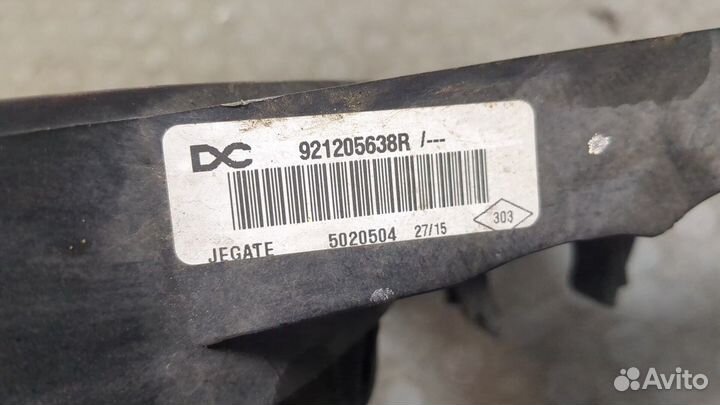 DC 921205638R /---
JEGATE 5020504 27/15 303
Avito